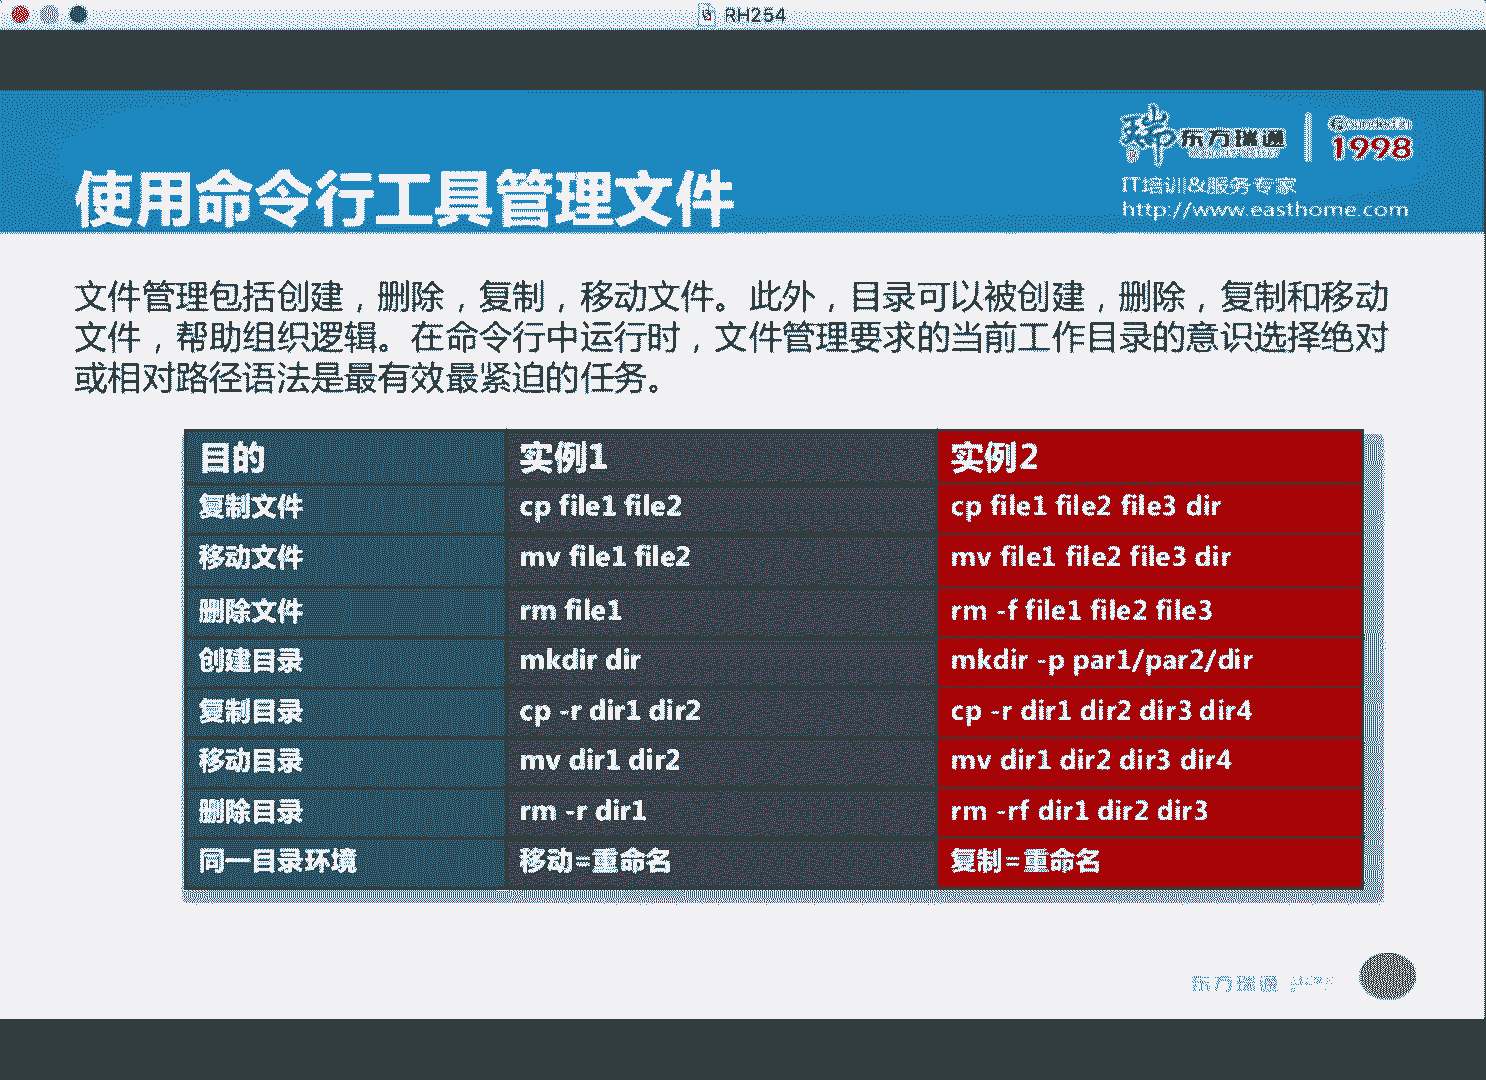 RH254
东方瑞通
1998
IT培训&服务专家
http://www.easthome.com
使用命令行工具管理文件
文件管理包括创建，删除，复制，移动文件。此外，目录可以被创建，删除，复制和移动
文件，帮助组织逻辑。在命令行中运行时，文件管理要求的当前工作目录的意识选择绝对
或相对路径语法是最有效最紧迫的任务。
目的 实例1 实例2
复制文件 cp file1 file2 cp file1 file2 file3 dir
移动文件 mv file1 file2 mv file1 file2 file3 dir
删除文件 rm file1 rm -f file1 file2 file3
创建目录 mkdir dir mkdir -p par1/par2/dir
复制目录 cp -r dir1 dir2 cp -r dir1 dir2 dir3 dir4
移动目录 mv dir1 dir2 mv dir1 dir2 dir3 dir4
删除目录 rm -r dir1 rm -rf dir1 dir2 dir3
同一目录环境 移动=重命名 复制=重命名
东方瑞通